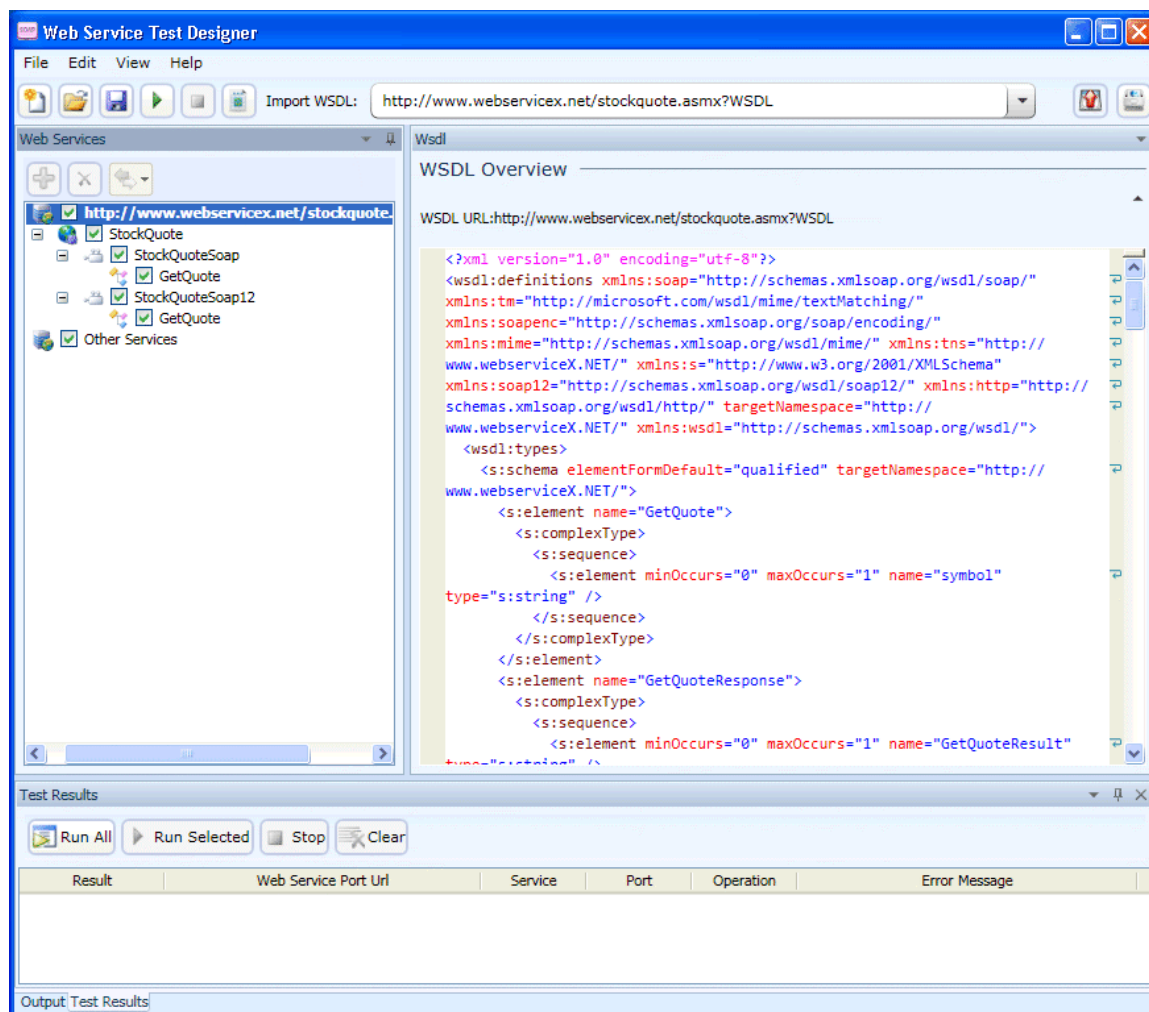 Web Service Test Designer
File Edit View Help
Import WSDL: http://www.webservicex.net/stockquote.asmx?WSDL
Web Services
http://www.webservicex.net/stockquote.
StockQuote
StockQuoteSoap
GetQuote
StockQuoteSoap12
GetQuote
Other Services
Wsdl
WSDL Overview
WSDL URL:http://www.webservicex.net/stockquote.asmx?WSDL
<?xml version="1.0" encoding="utf-8"?>
<wsdl:definitions xmlns:soap="http://schemas.xmlsoap.org/wsdl/soap/"
xmlns:tm="http://microsoft.com/wsdl/mime/textMatching/"
xmlns:soapenc="http://schemas.xmlsoap.org/soap/encoding/"
xmlns:mime="http://schemas.xmlsoap.org/wsdl/mime/" xmlns:tns="http://
www.webserviceX.NET/" xmlns:s="http://www.w3.org/2001/XMLSchema"
xmlns:soap12="http://schemas.xmlsoap.org/wsdl/soap12/" xmlns:http="http://
schemas.xmlsoap.org/wsdl/http/" targetNamespace="http://
www.webserviceX.NET/" xmlns:wsdl="http://schemas.xmlsoap.org/wsdl/">
<wsdl:types>
<s:schema elementFormDefault="qualified" targetNamespace="http://
www.webserviceX.NET/">
<s:element name="GetQuote">
<s:complexType>
<s:sequence>
<s:element minOccurs="0" maxOccurs="1" name="symbol"
type="s:string" />
</s:sequence>
</s:complexType>
</s:element>
<s:element name="GetQuoteResponse">
<s:complexType>
<s:sequence>
<s:element minOccurs="0" maxOccurs="1" name="GetQuoteResult"
type="s:string" />
Test Results
Run All Run Selected Stop Clear
Result Web Service Port Url Service Port Operation Error Message
Output Test Results